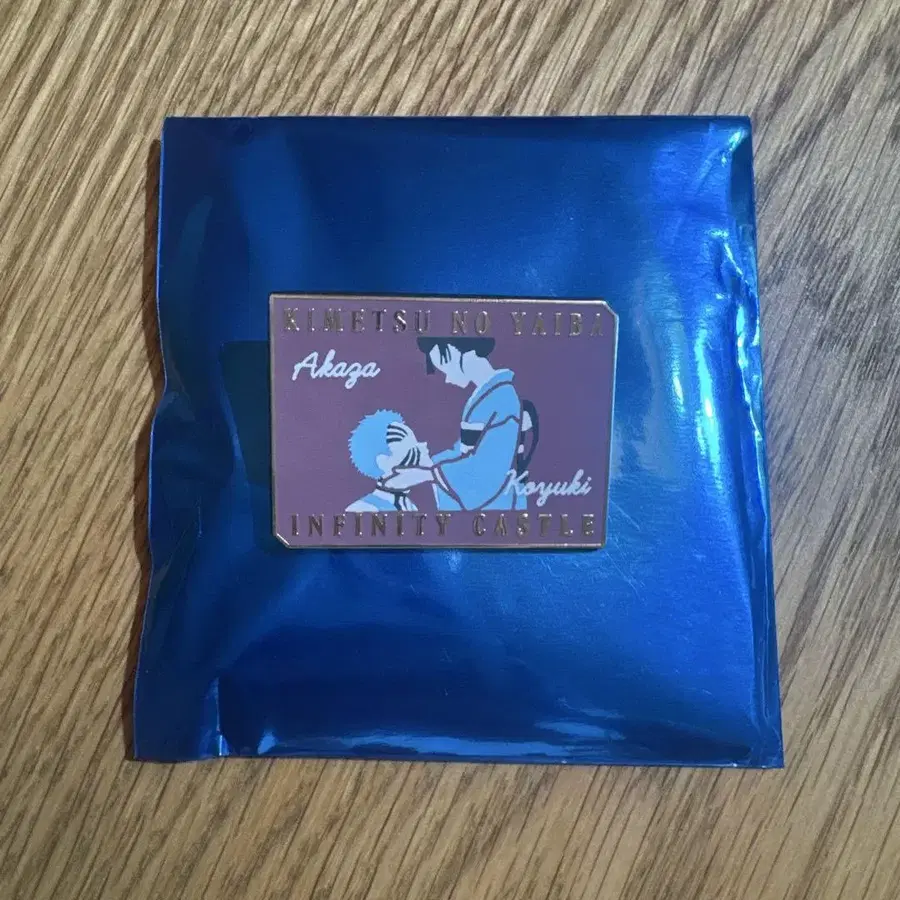 KIMETSU NO YAIBA
Akaza
Koyuki
INFINITY CASTLE